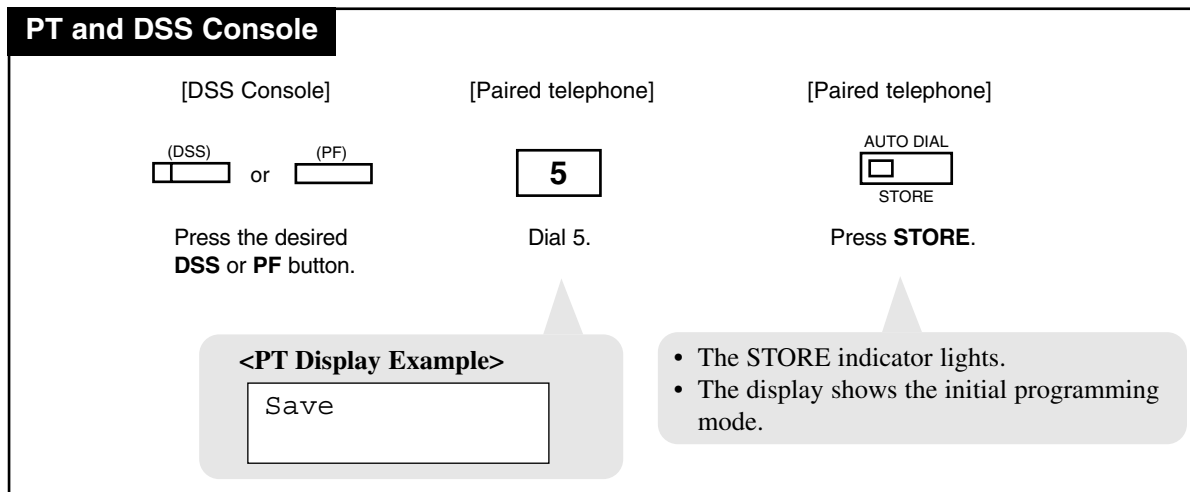 PT and DSS Console
[DSS Console]
[Paired telephone]
[Paired telephone]
(DSS)
or
(PF)
5
AUTO DIAL
STORE
Press the desired
DSS or PF button.
Dial 5.
Press STORE.
<PT Display Example>
Save
• The STORE indicator lights.
• The display shows the initial programming
mode.